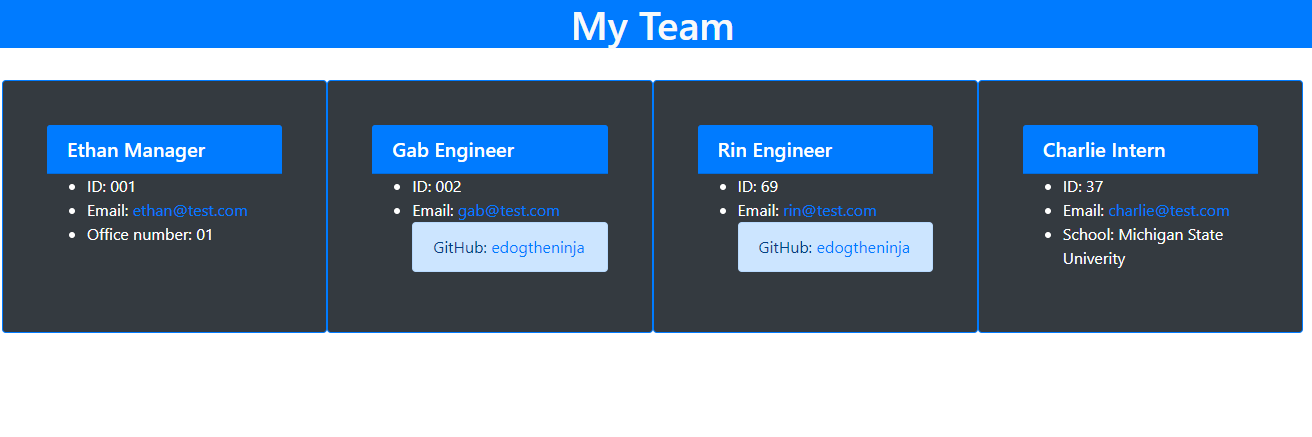 My Team
Ethan Manager
ID: 001
Email: ethan@test.com
Office number: 01
Gab Engineer
ID: 002
Email: gab@test.com
GitHub: edogtheninja
Rin Engineer
ID: 69
Email: rin@test.com
GitHub: edogtheninja
Charlie Intern
ID: 37
Email: charlie@test.com
School: Michigan State
Univerity